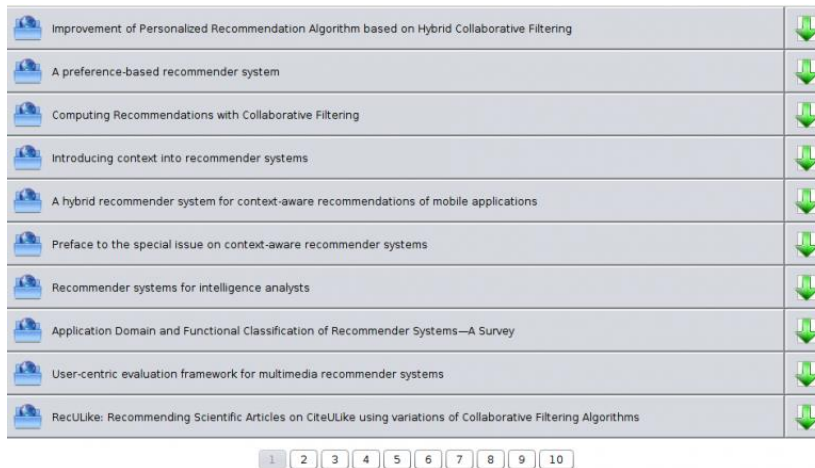 Improvement of Personalized Recommendation Algorithm based on Hybrid Collaborative Filtering
A preference-based recommender system
Computing Recommendations with Collaborative Filtering
Introducing context into recommender systems
A hybrid recommender system for context-aware recommendations of mobile applications
Preface to the special issue on context-aware recommender systems
Recommender systems for intelligence analysts
Application Domain and Functional Classification of Recommender Systems—A Survey
User-centric evaluation framework for multimedia recommender systems
RecULike: Recommending Scientific Articles on CiteULike using variations of Collaborative Filtering Algorithms
1 2 3 4 5 6 7 8 9 10